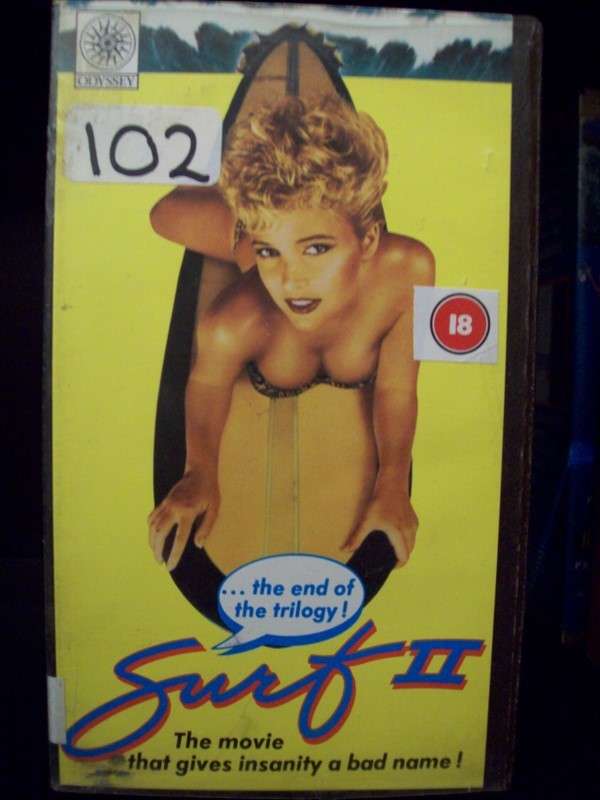 ODYSSEY
102
18
... the end of
the trilogy!
Surf II
The movie
that gives insanity a bad name!